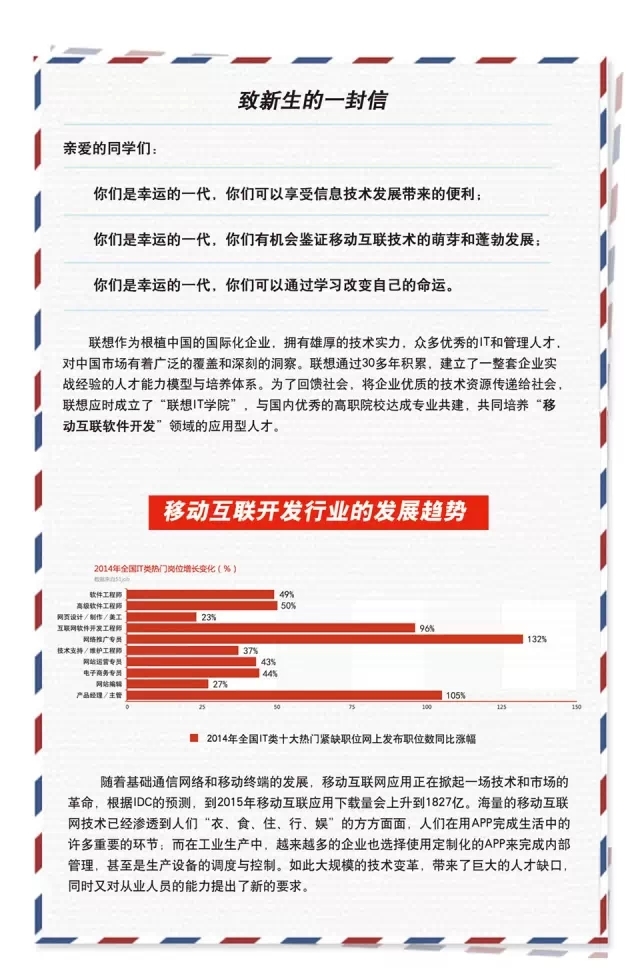 致新生的一封信
亲爱的同学们：
你们是幸运的一代，你们可以享受信息技术发展带来的便利；
你们是幸运的一代，你们有机会鉴证移动互联技术的萌芽和蓬勃发展；
你们是幸运的一代，你们可以通过学习改变自己的命运。
联想作为根植中国的国际化企业，拥有雄厚的技术实力，众多优秀的IT和管理人才，
对中国市场有着广泛的覆盖和深刻的洞察。联想通过30多年积累，建立了一整套企业实
战经验的人才能力模型与培养体系。为了回馈社会，将企业优质的技术资源传递给社会，
联想应时成立了“联想IT学院”，与国内优秀的高职院校达成专业共建，共同培养“移
动互联软件开发”领域的应用型人才。
移动互联开发行业的发展趋势
2014年全国IT类热门岗位增长变化（%）
数据来自51job
软件工程师 49%
高级软件工程师 50%
网页设计／制作／美工 23%
互联网软件开发工程师 96%
网络推广专员 132%
技术支持／维护工程师 37%
网站运营专员 43%
电子商务专员 44%
网站编辑 27%
产品经理／主管 105%
0 25 50 75 100 125 150
2014年全国IT类十大热门紧缺职位网上发布职位数同比涨幅
随着基础通信网络和移动终端的发展，移动互联网应用正在掀起一场技术和市场的
革命，根据IDC的预测，到2015年移动互联应用下载量会上升到1827亿。海量的移动互联
网技术已经渗透到人们“衣、食、住、行、娱”的方方面面，人们在用APP完成生活中的
许多重要的环节；而在工业生产中，越来越多的企业也选择使用定制化的APP来完成内部
管理，甚至是生产设备的调度与控制。如此大规模的技术变革，带来了巨大的人才缺口，
同时又对从业人员的能力提出了新的要求。